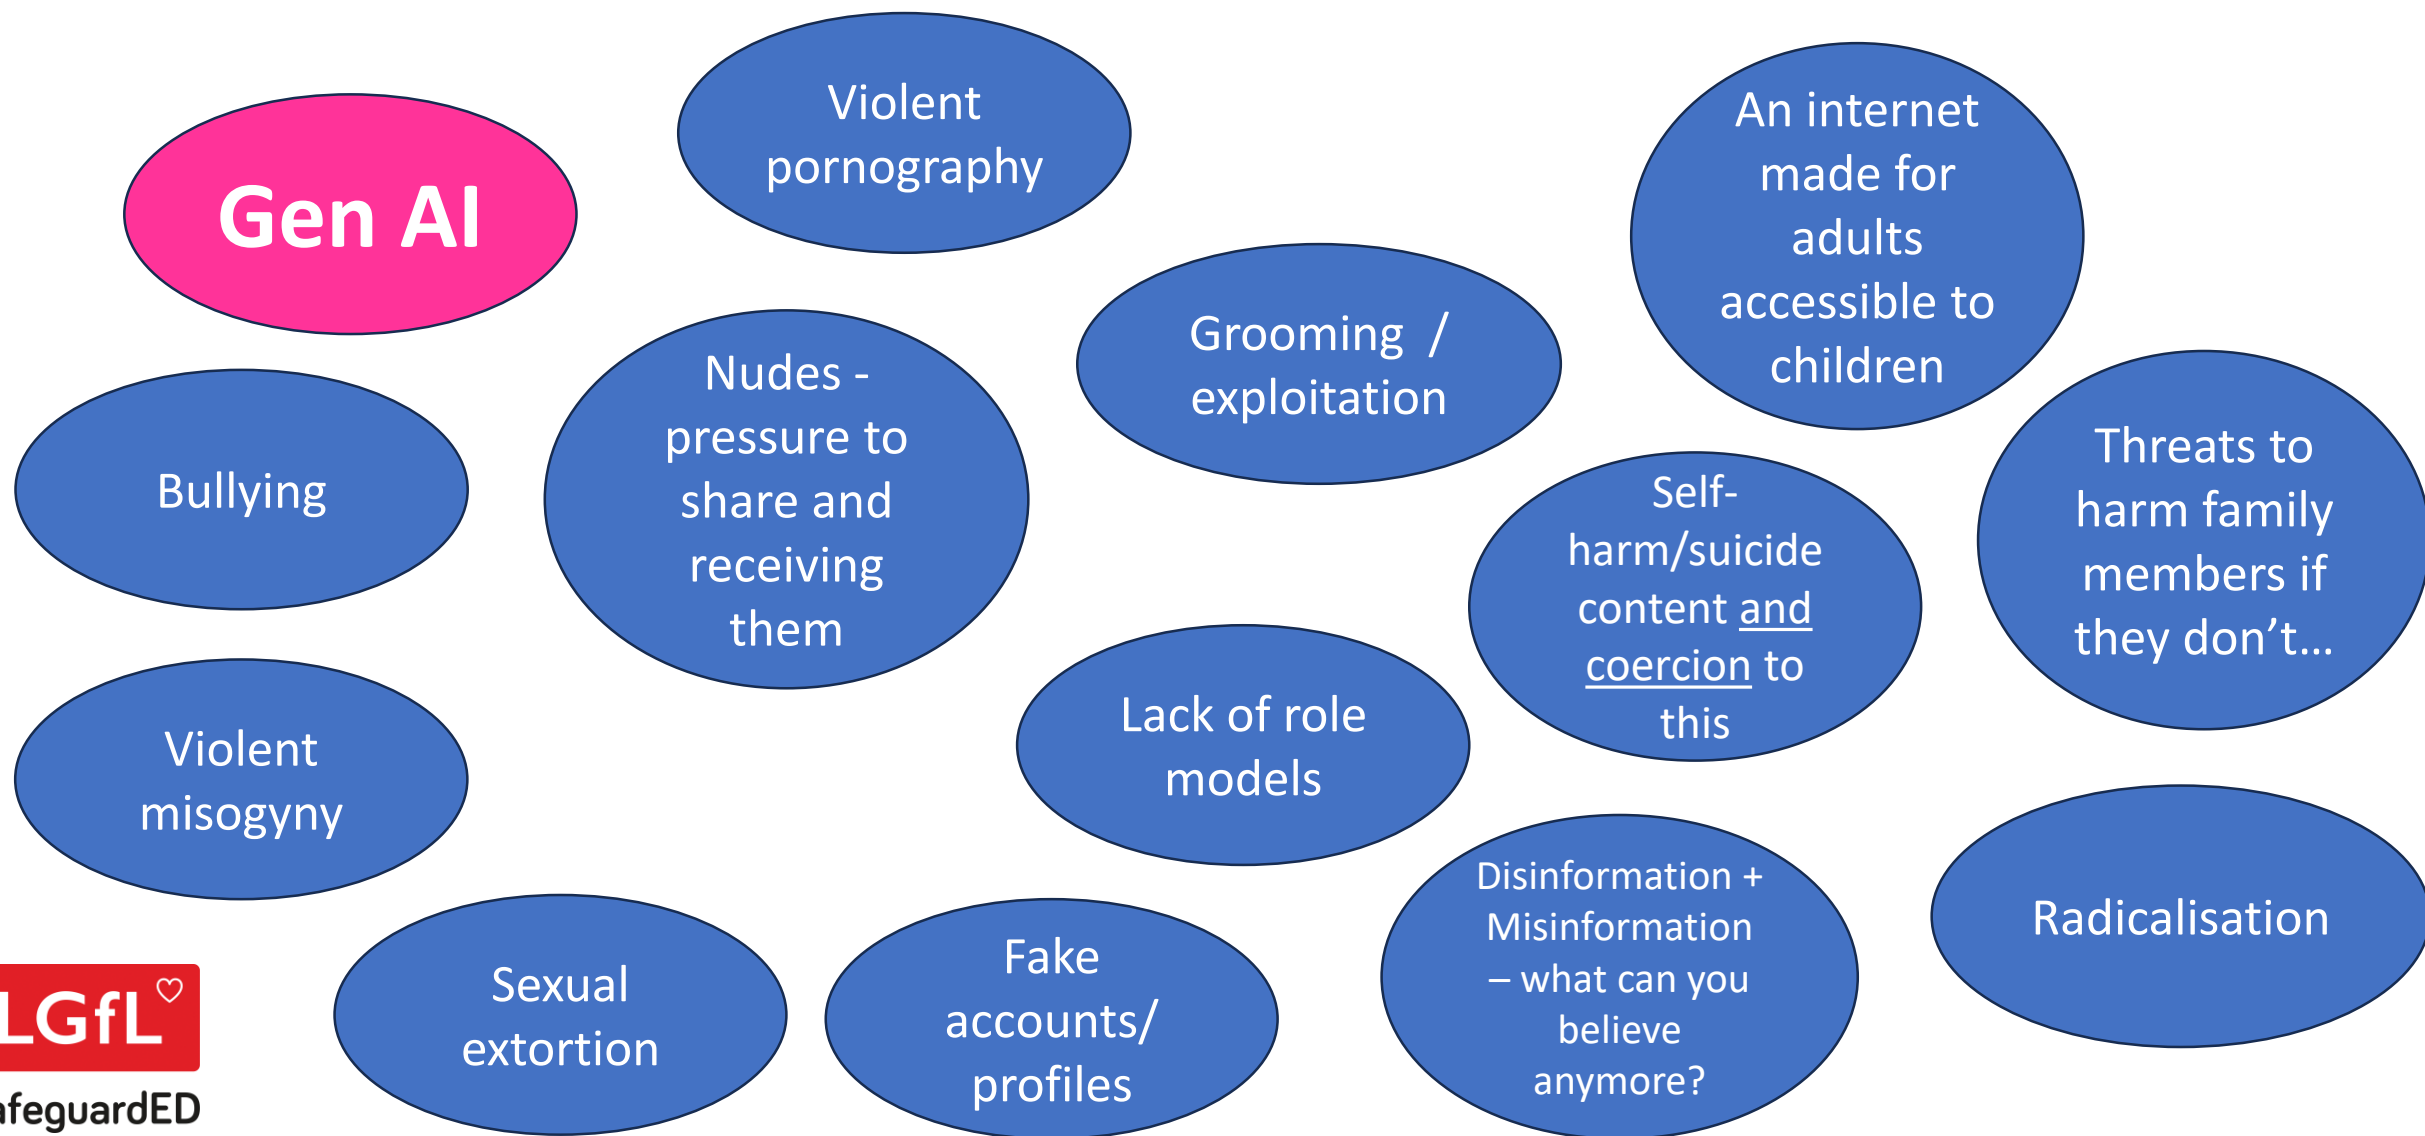 Gen AI
Violent
pornography
An internet
made for
adults
accessible to
children
Grooming  /
exploitation
Nudes -
pressure to
share and
receiving
them
Bullying
Threats to
harm family
members if
they don’t…
Self-
harm/suicide
content and
coercion to
this
Lack of role
models
Violent
misogyny
Disinformation +
Misinformation
– what can you
believe
anymore?
Radicalisation
Sexual
extortion
Fake
accounts/
profiles
LGfL
afeguardED